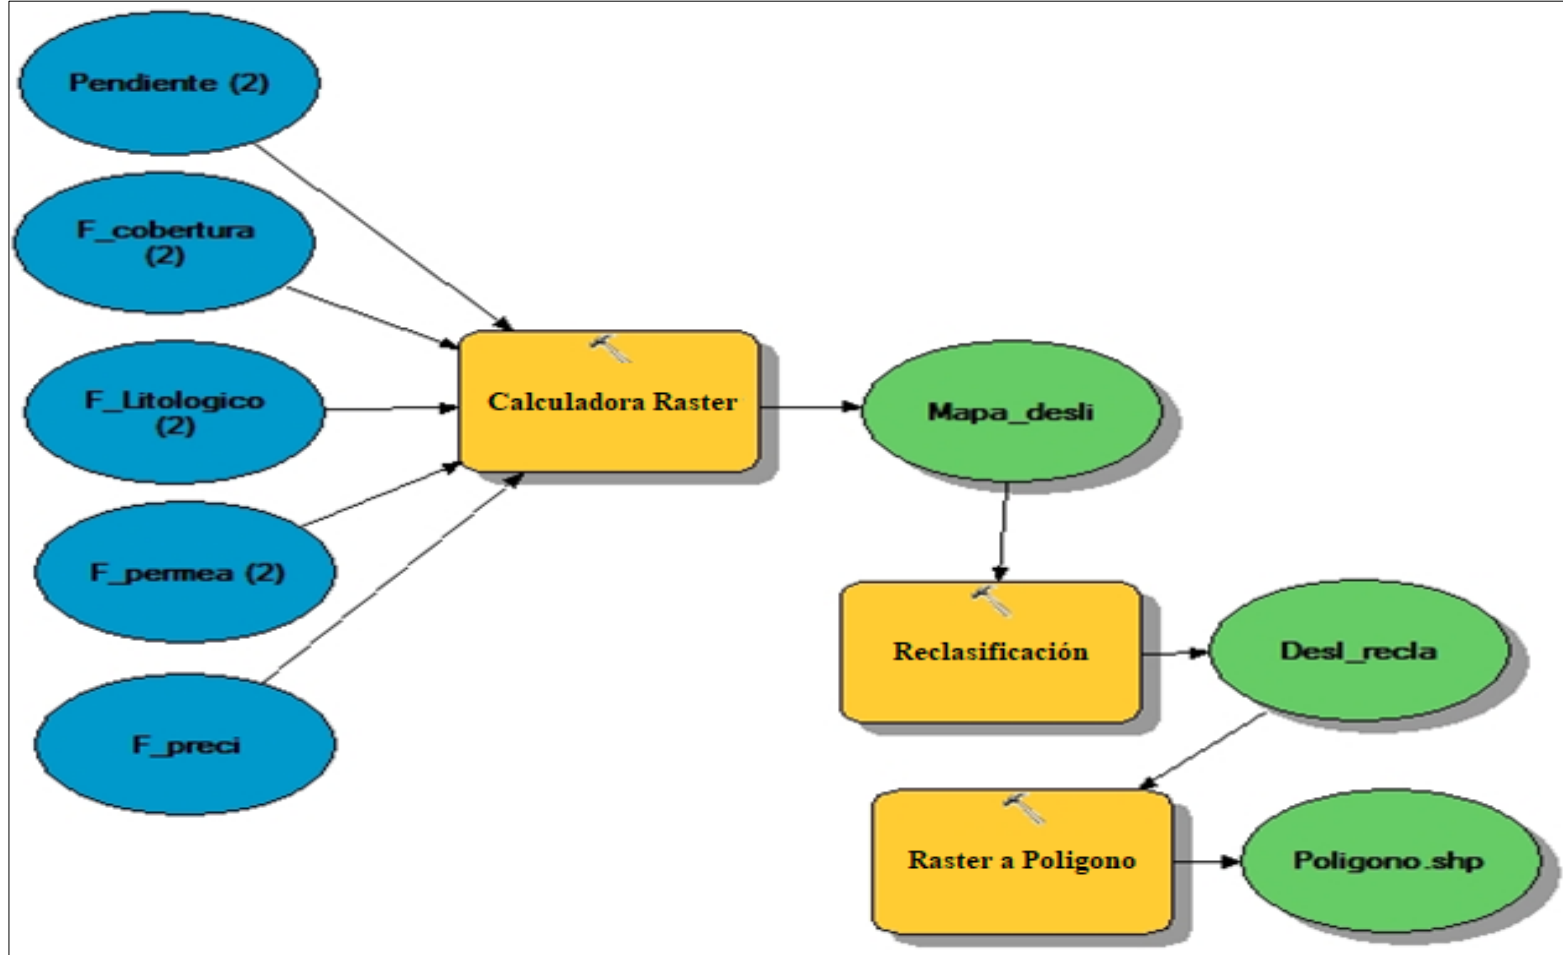 Pendiente (2)
F_cobertura
(2)
F_Litologico
(2)
F_permea (2)
F_preci
Calculadora Raster
Mapa_desli
Reclasificación
Desl_recla
Raster a Poligono
Poligono.shp